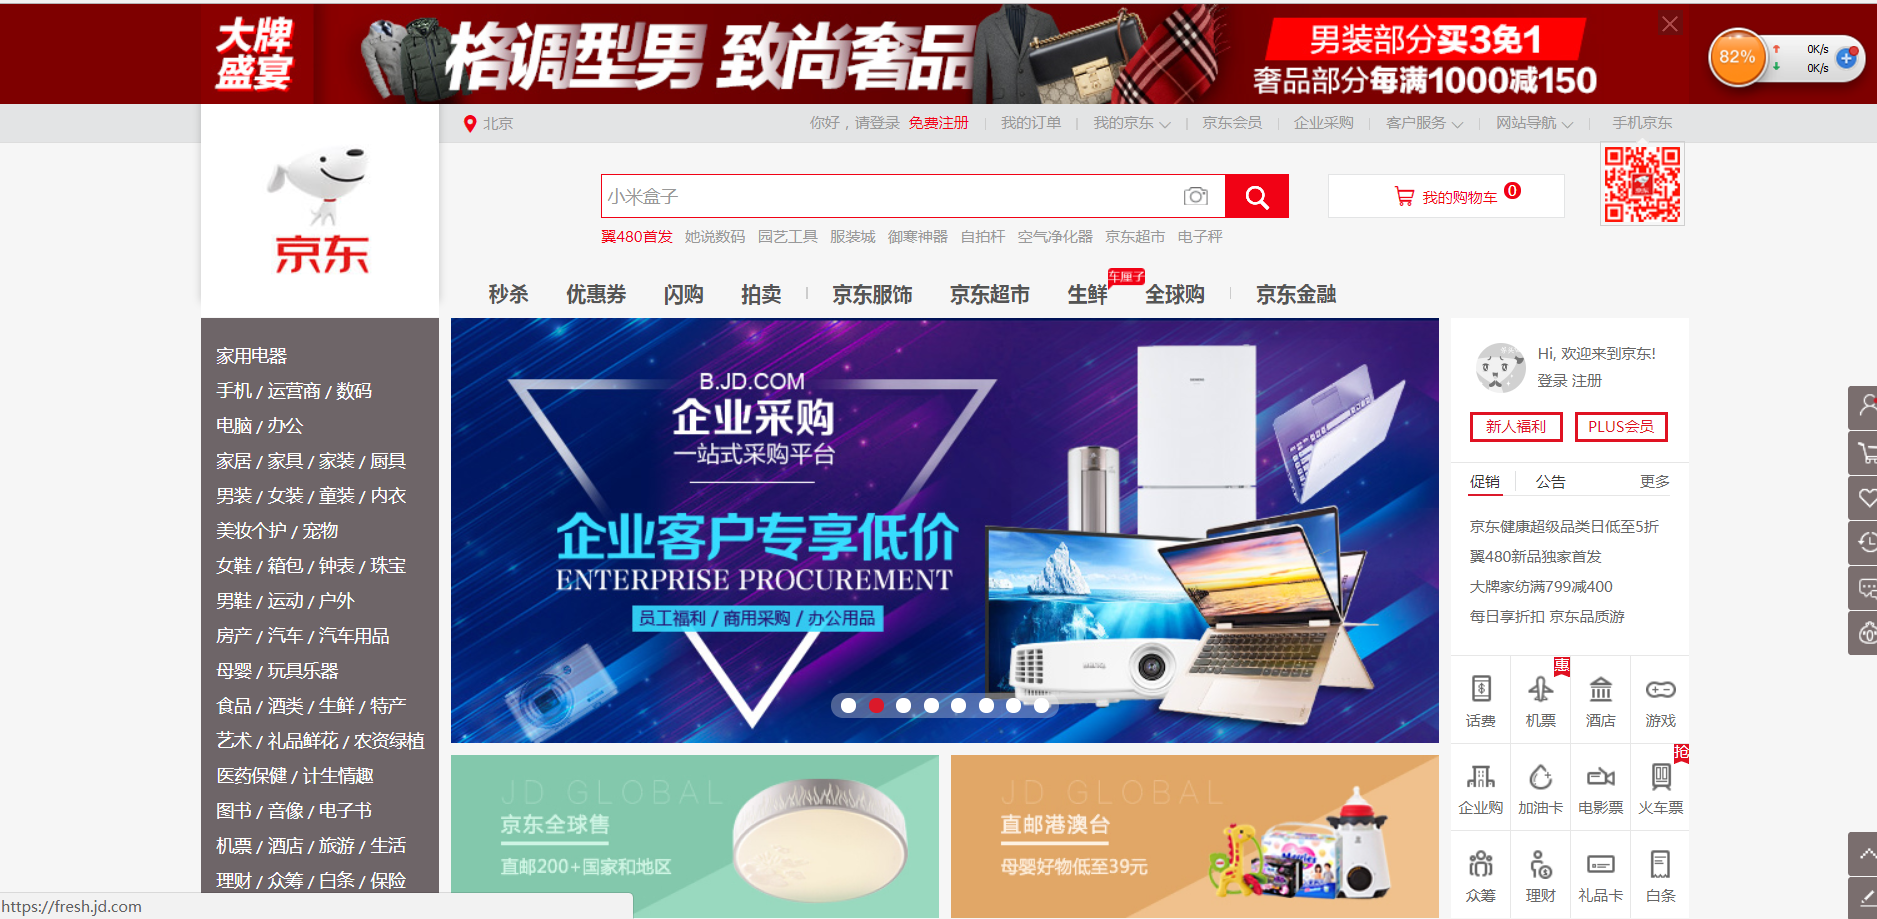 大牌
盛宴
格调型男 致尚奢品
男装部分买3免1
奢品部分每满1000减150
82%
0K/s
0K/s
北京
你好，请登录 免费注册
我的订单
我的京东
京东会员
企业采购
客户服务
网站导航
手机京东
京东
小米盒子
我的购物车
0
翼480首发 她说数码 园艺工具 服装城 御寒神器 自拍杆 空气净化器 京东超市 电子秤
车厘子
秒杀 优惠券 闪购 拍卖 京东服饰 京东超市 生鲜 全球购 京东金融
家用电器
手机 / 运营商 / 数码
电脑 / 办公
家居 / 家具 / 家装 / 厨具
男装 / 女装 / 童装 / 内衣
美妆个护 / 宠物
女鞋 / 箱包 / 钟表 / 珠宝
男鞋 / 运动 / 户外
房产 / 汽车 / 汽车用品
母婴 / 玩具乐器
食品 / 酒类 / 生鲜 / 特产
艺术 / 礼品鲜花 / 农资绿植
医药保健 / 计生情趣
图书 / 音像 / 电子书
机票 / 酒店 / 旅游 / 生活
理财 / 众筹 / 白条 / 保险
B.JD.COM
企业采购
一站式采购平台
企业客户专享低价
ENTERPRISE PROCUREMENT
员工福利 / 商用采购 / 办公用品
JD GLOBAL
京东全球售
直邮200+国家和地区
JD GLOBAL
直邮港澳台
母婴好物低至39元
Merries
Hi, 欢迎来到京东!
登录 注册
新人福利
PLUS会员
促销
公告
更多
京东健康超级品类日低至5折
翼480新品独家首发
大牌家纺满799减400
每日享折扣 京东品质游
惠
话费 机票 酒店 游戏
抢
企业购 加油卡 电影票 火车票
众筹 理财 礼品卡 白条
https://fresh.jd.com